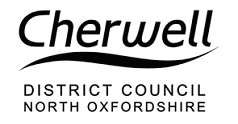 Cherwell
DISTRICT COUNCIL
NORTH OXFORDSHIRE